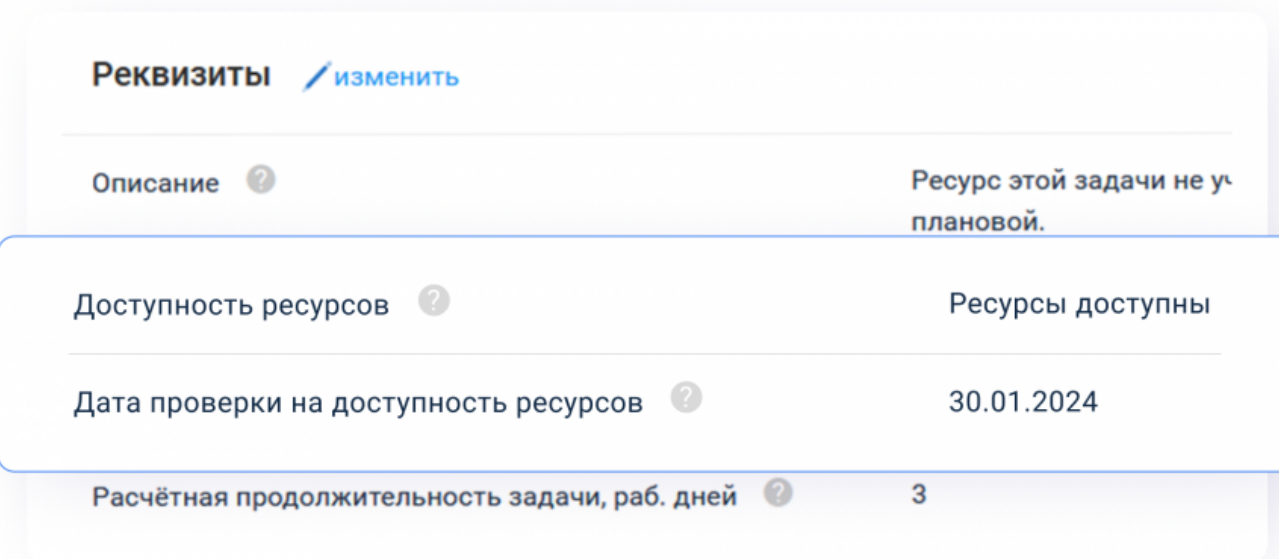 Реквизиты изменить
Описание ? Ресурс этой задачи не
плановой.
Доступность ресурсов ? Ресурсы доступны
Дата проверки на доступность ресурсов ? 30.01.2024
Расчётная продолжительность задачи, раб. дней ? 3